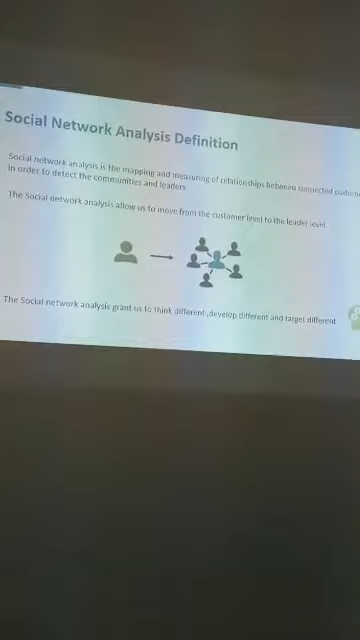 Social Network Analysis Definition
Social network analysis is the mapping and measuring of relationships between connected
in order to detect the communities and leaders
The Social network analysis allow us to move from the customer level to the leader level
The Social network analysis grant us to think different ,develop different and target different